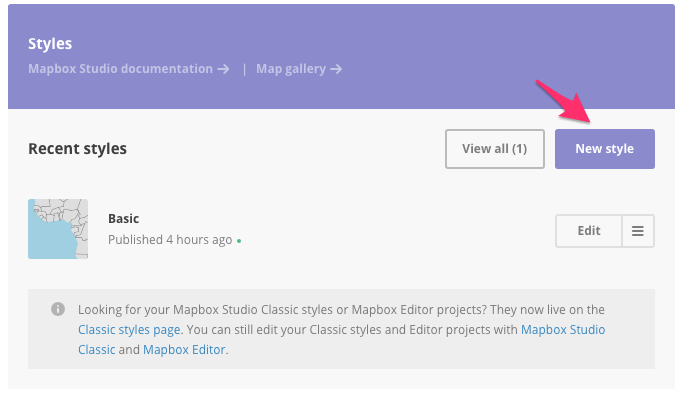 Styles
Mapbox Studio documentation → | Map gallery →
Recent styles
View all (1)
New style
Basic
Published 4 hours ago
Edit
Looking for your Mapbox Studio Classic styles or Mapbox Editor projects? They now live on the
Classic styles page. You can still edit your Classic styles and Editor projects with Mapbox Studio
Classic and Mapbox Editor.